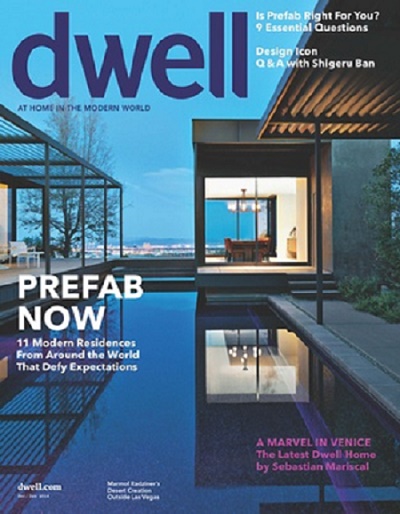 Is Prefab Right For You?
9 Essential Questions
Design Icon
Q & A with Shigeru Ban
dwell
AT HOME IN THE MODERN WORLD
PREFAB
NOW
11 Modern Residences
From Around the World
That Defy Expectations
A MARVEL IN VENICE
The Latest Dwell Home
by Sebastian Mariscal
dwell.com
Marmol Radziner's
Desert Creation
Outside Las Vegas